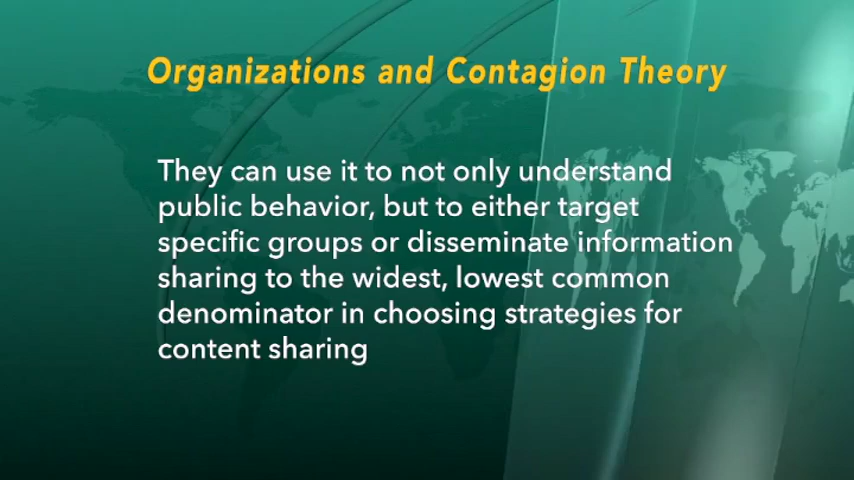 Organizations and Contagion Theory
They can use it to not only understand
public behavior, but to either target
specific groups or disseminate information
sharing to the widest, lowest common
denominator in choosing strategies for
content sharing